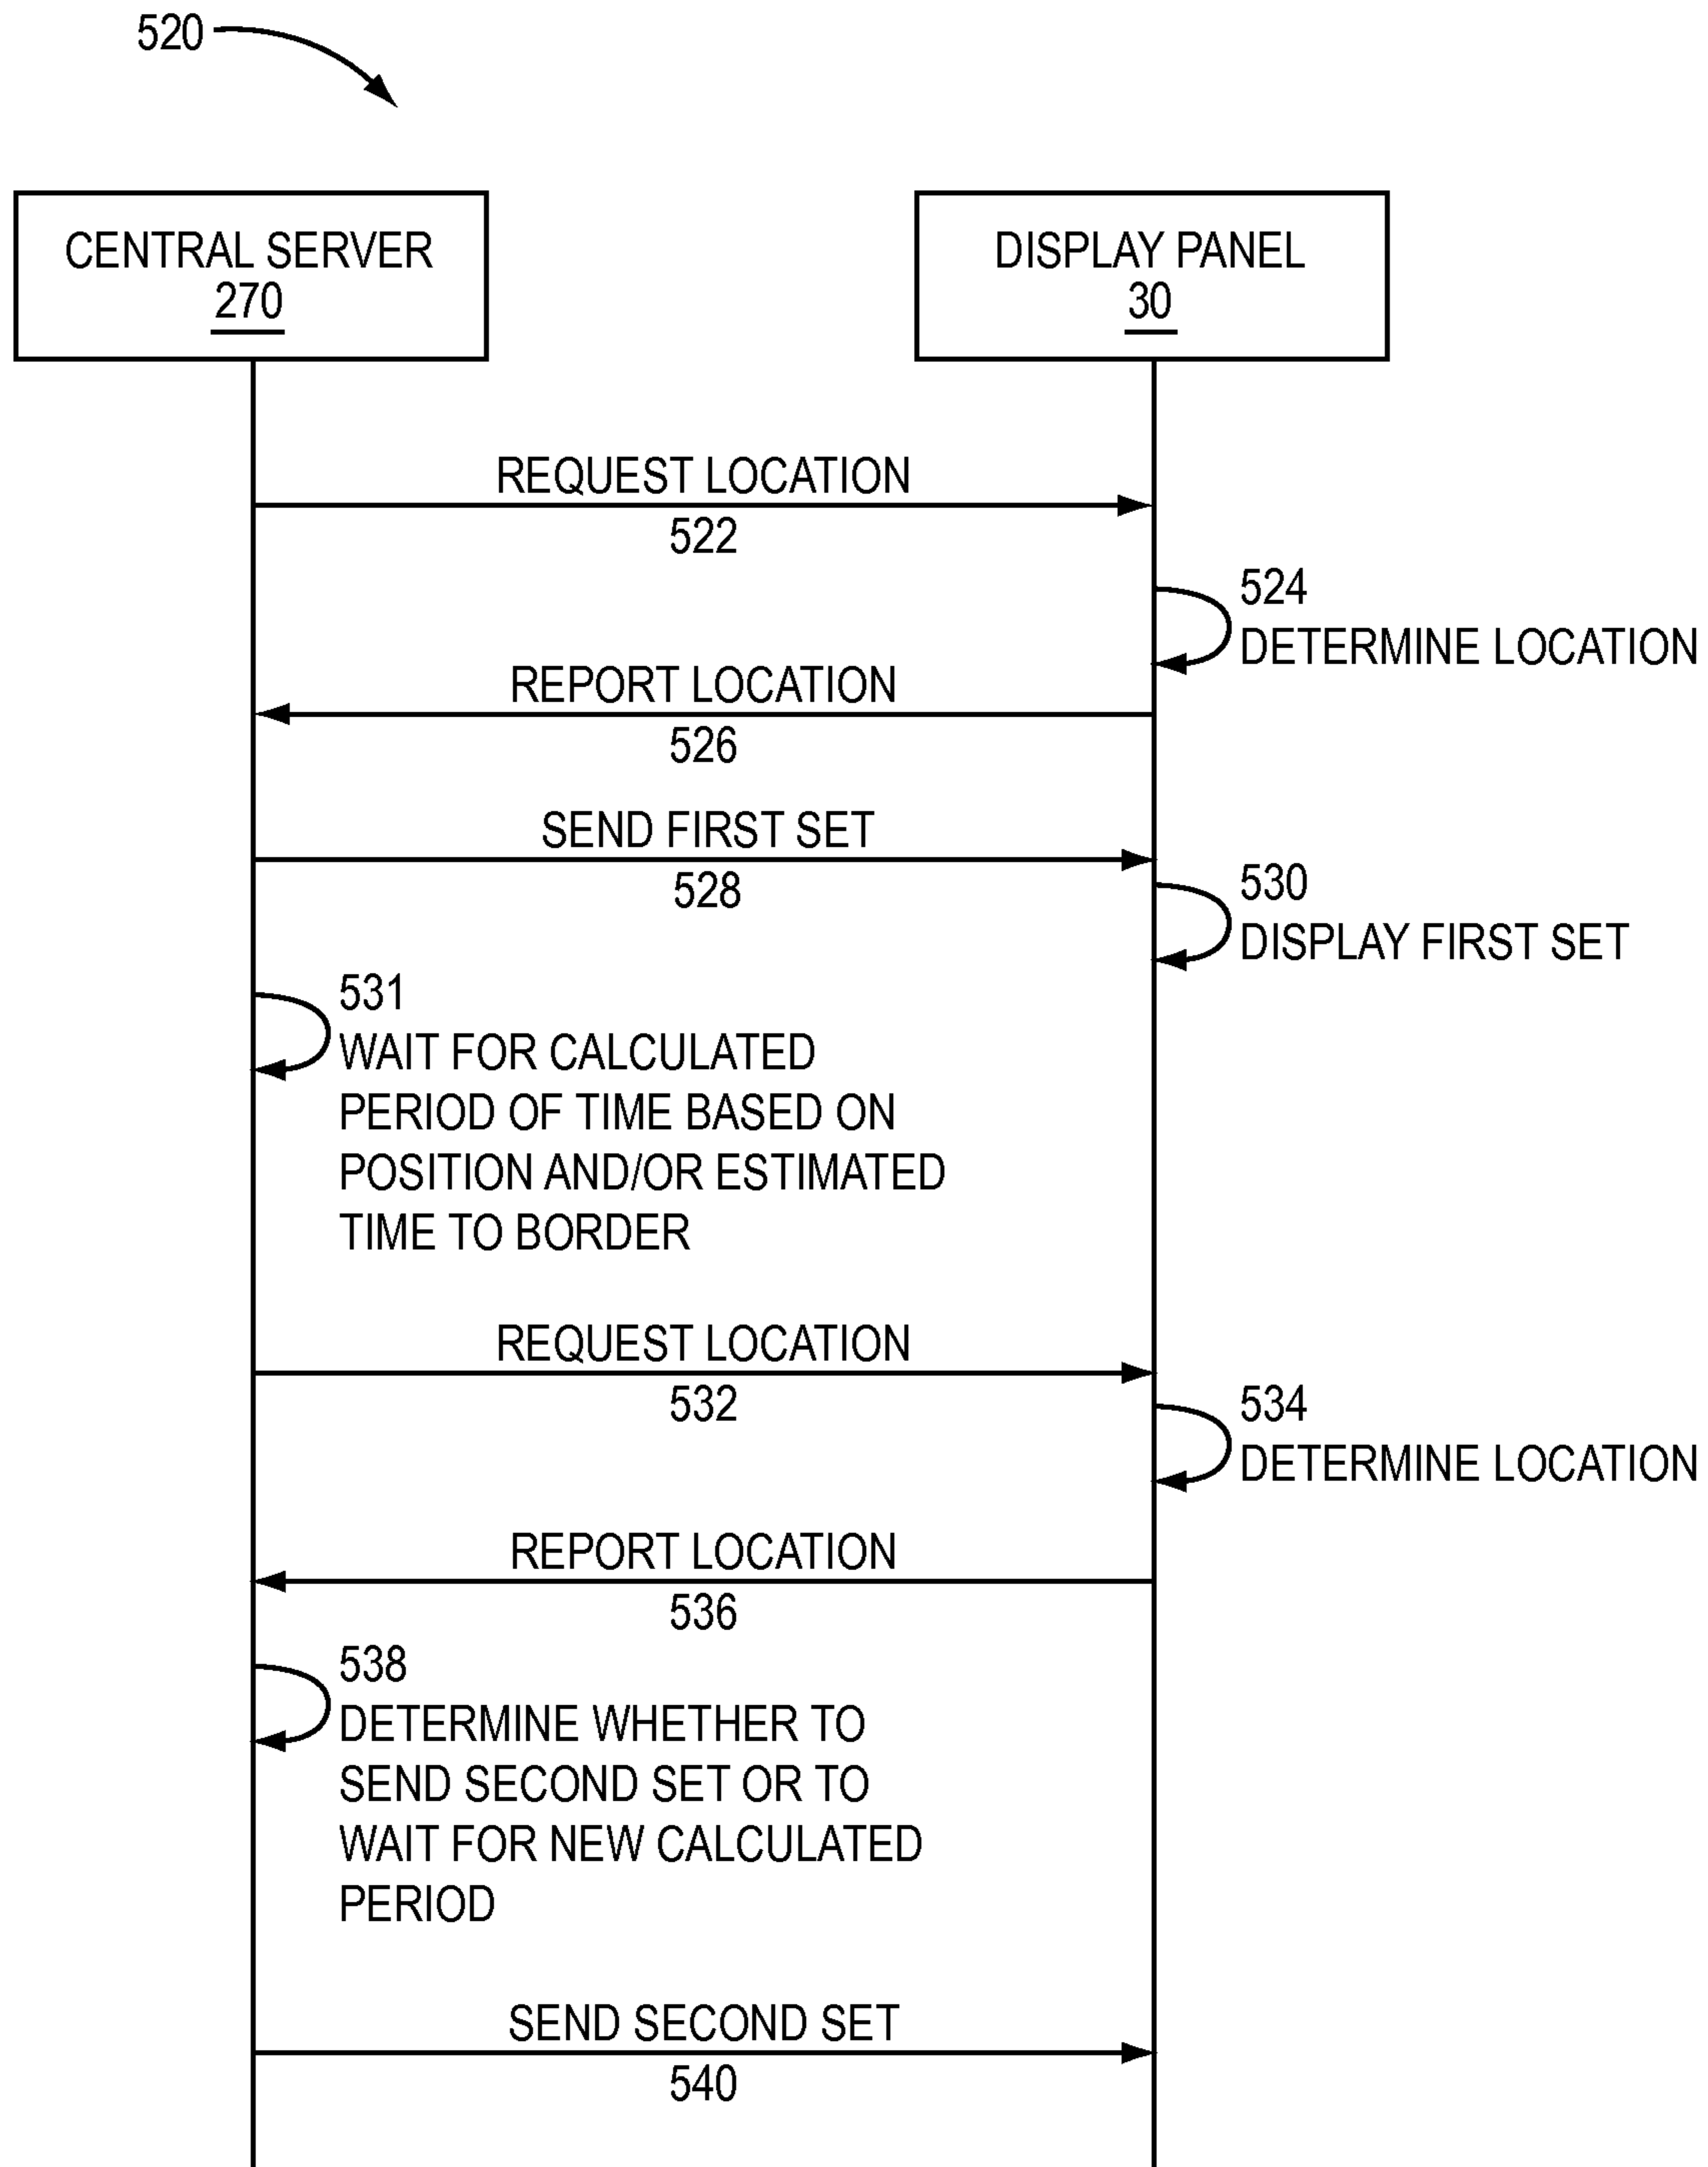 520
CENTRAL SERVER
270
DISPLAY PANEL
30
REQUEST LOCATION
522
524
DETERMINE LOCATION
REPORT LOCATION
526
SEND FIRST SET
528
530
DISPLAY FIRST SET
531
WAIT FOR CALCULATED
PERIOD OF TIME BASED ON
POSITION AND/OR ESTIMATED
TIME TO BORDER
REQUEST LOCATION
532
534
DETERMINE LOCATION
REPORT LOCATION
536
538
DETERMINE WHETHER TO
SEND SECOND SET OR TO
WAIT FOR NEW CALCULATED
PERIOD
SEND SECOND SET
540